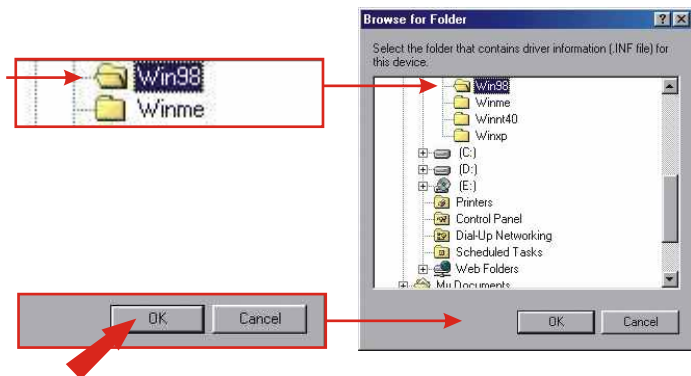 Win98
Winme
OK
Cancel
Browse for Folder
Select the folder that contains driver information (.INF file) for
this device.
Win98
Winme
Winnt40
Winxp
(C:)
(D:)
(E:)
Printers
Control Panel
Dial-Up Networking
Scheduled Tasks
Web Folders
My Documents
OK
Cancel